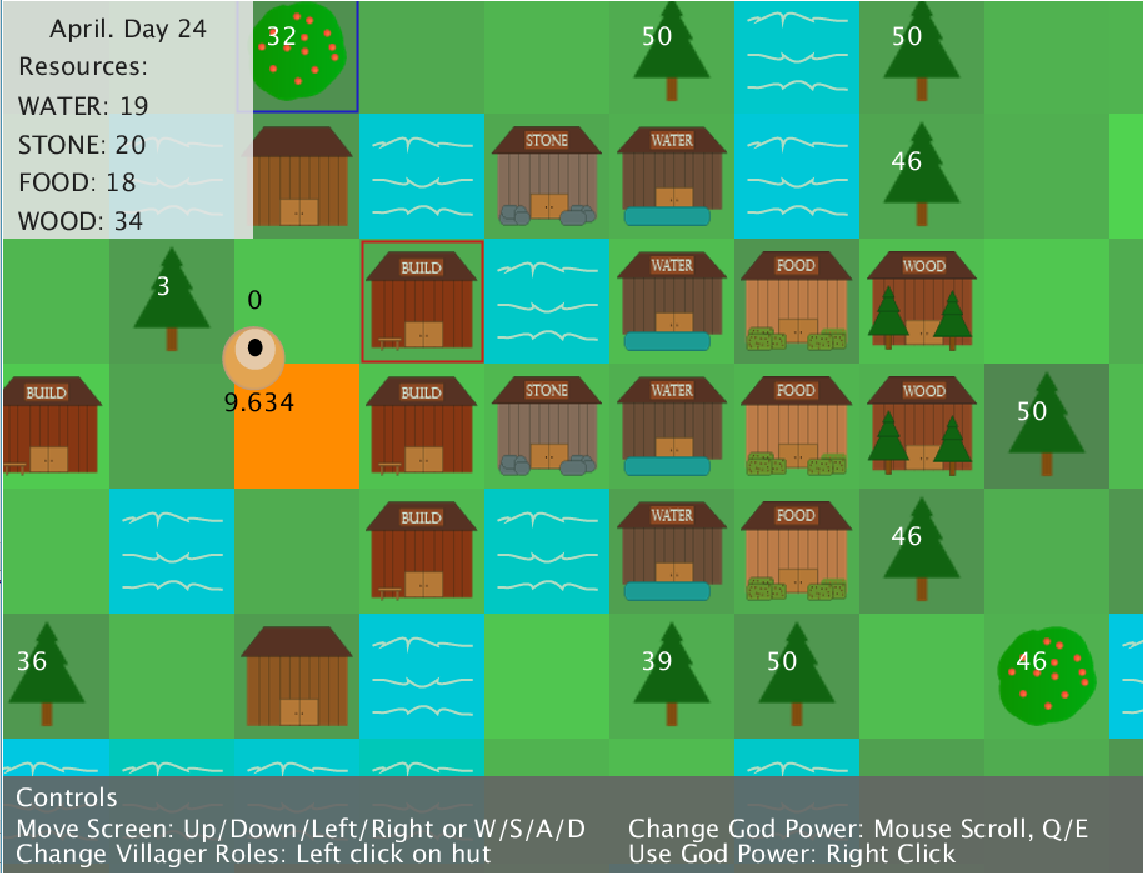 April. Day 24
Resources:
WATER: 19
STONE: 20
FOOD: 18
WOOD: 34
32
50
50
STONE
WATER
46
3
0
BUILD
WATER
FOOD
WOOD
BUILD
9.634
BUILD
STONE
WATER
FOOD
WOOD
50
BUILD
WATER
FOOD
46
36
39
50
46
Controls
Move Screen: Up/Down/Left/Right or W/S/A/D
Change God Power: Mouse Scroll, Q/E
Change Villager Roles: Left click on hut
Use God Power: Right Click